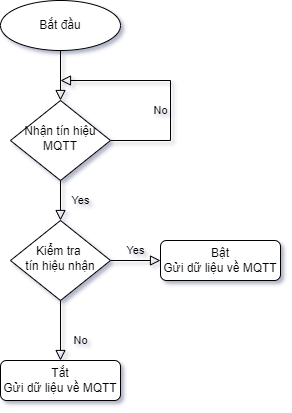 Bắt đầu
No
Nhận tín hiệu
MQTT
Yes
Kiểm tra
tín hiệu nhận
Yes
Bật
Gửi dữ liệu về MQTT
No
Tắt
Gửi dữ liệu về MQTT